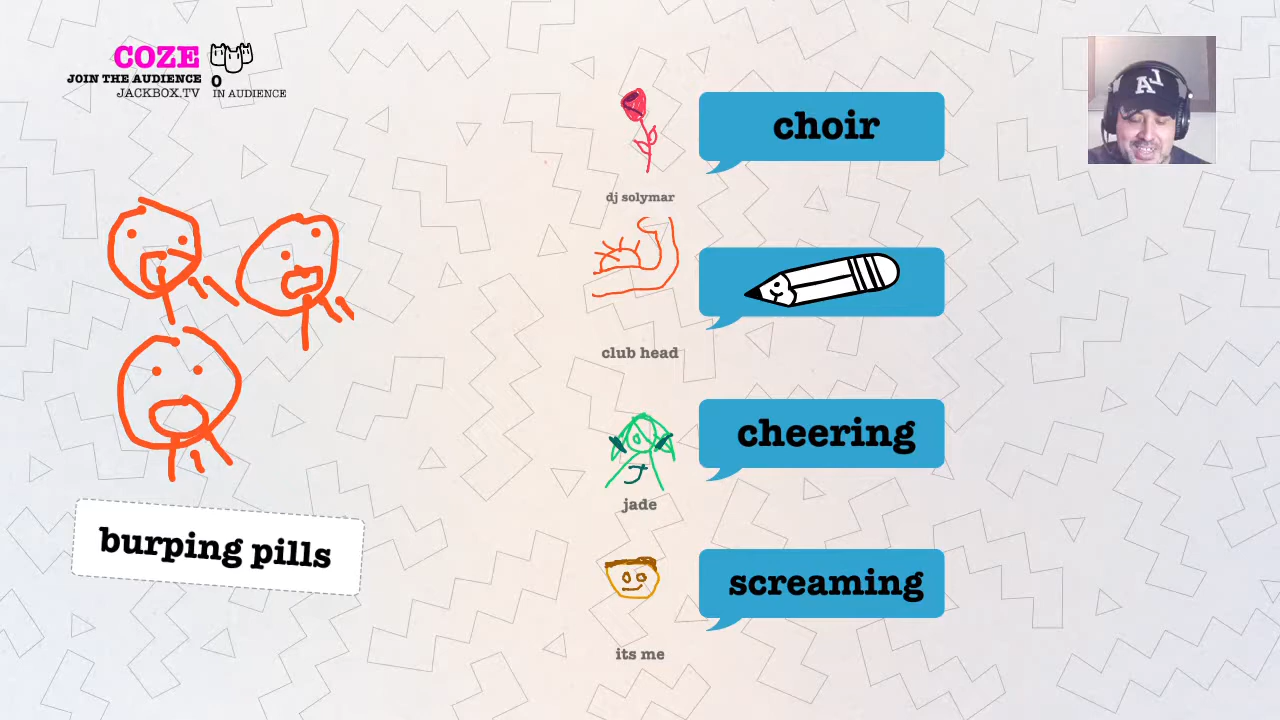 COZE
JOIN THE AUDIENCE
JACKBOX.TV
0
IN AUDIENCE
choir
dj solymar
club head
cheering
jade
burping pills
screaming
its me